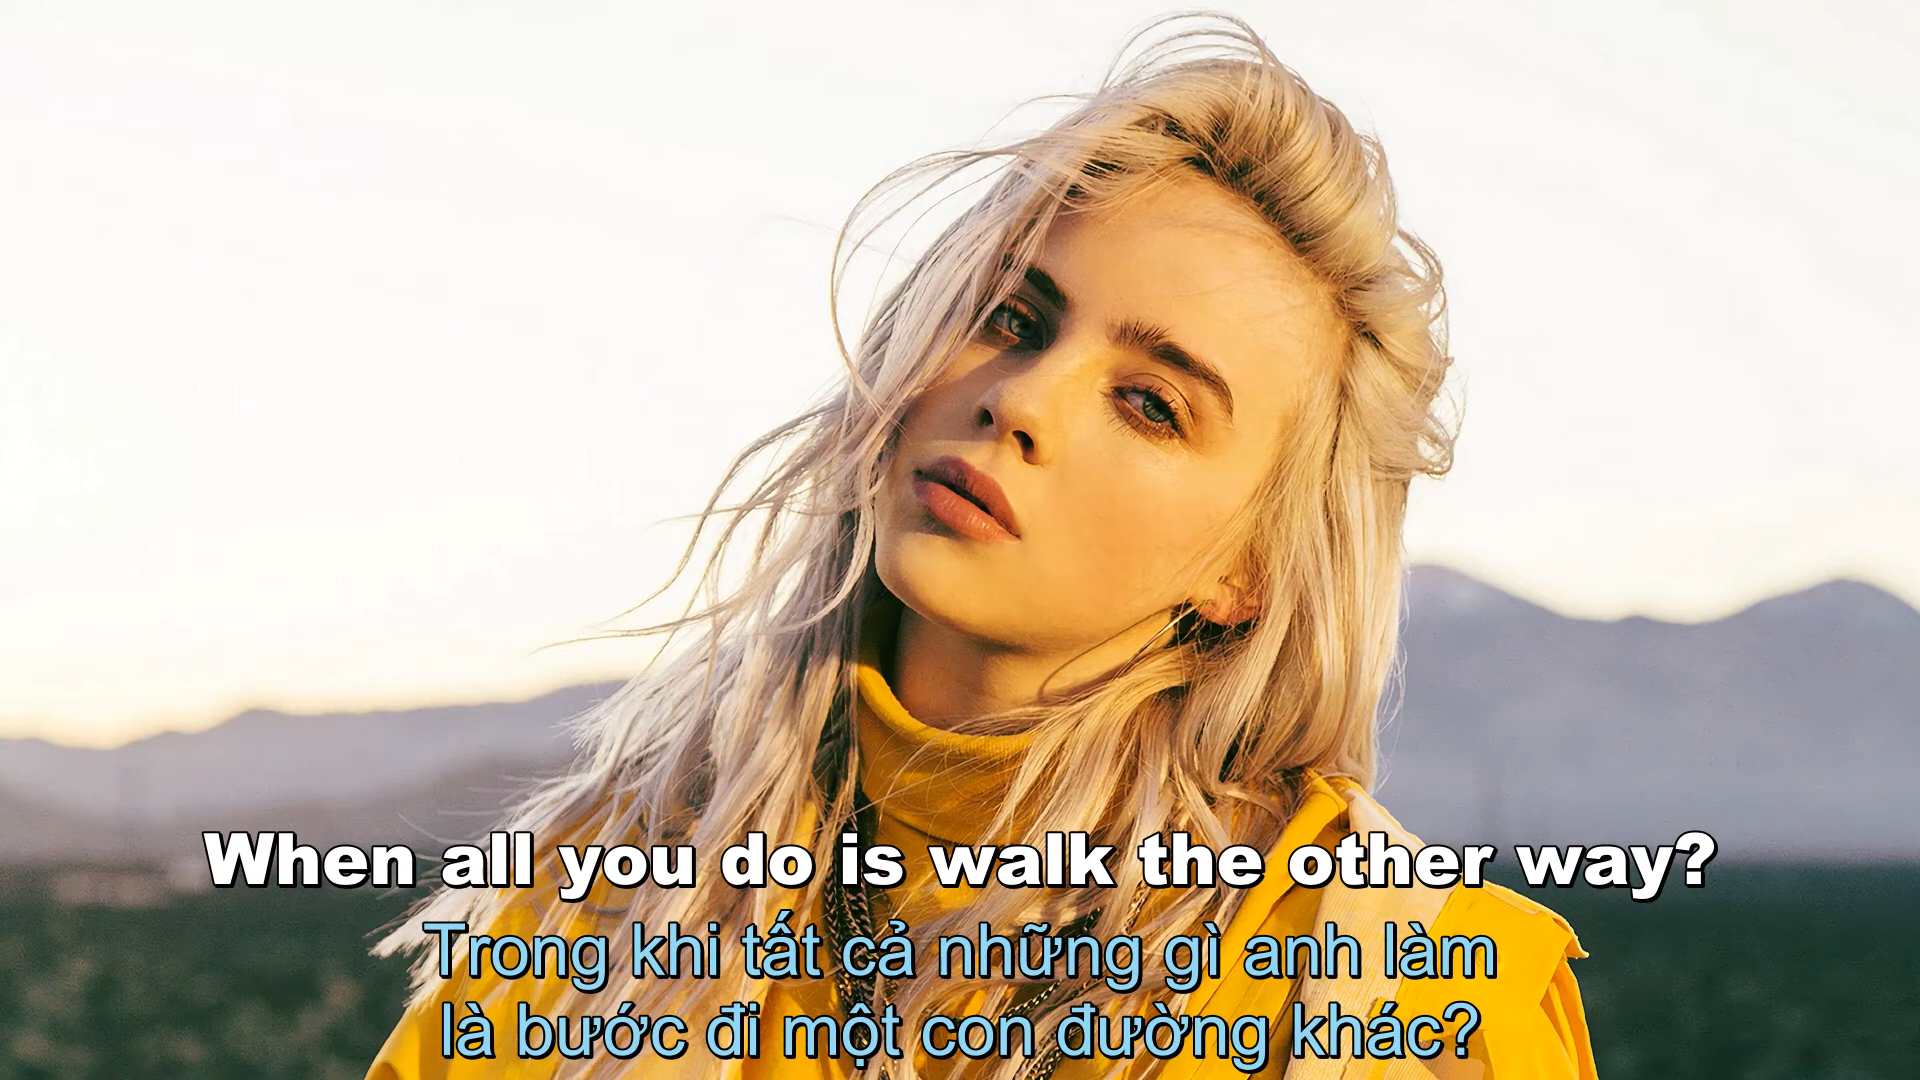 When all you do is walk the other way?
Trong khi tất cả những gì anh làm
là bước đi một con đường khác?